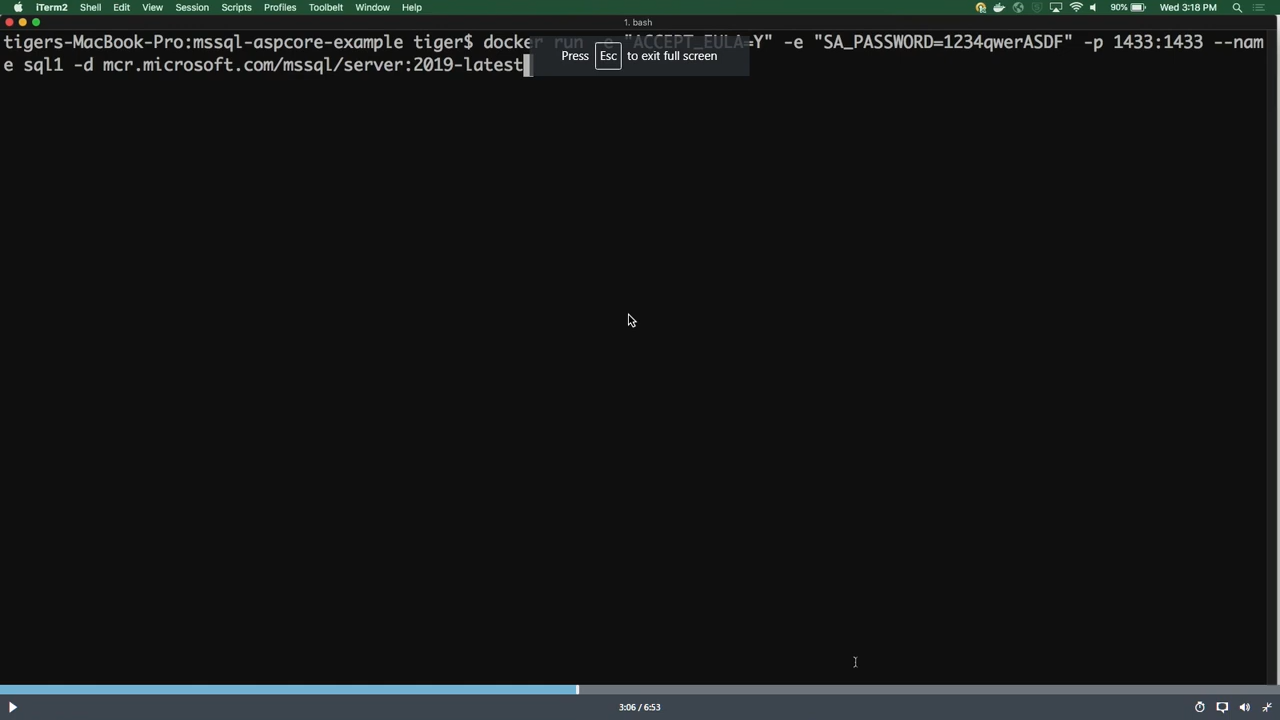 iTerm2 Shell Edit View Session Scripts Profiles Toolbelt Window Help 90% Wed 3:18 PM
1. bash
tigers-MacBook-Pro:mssql-aspcore-example tiger$ docker run -e "ACCEPT_EULA=Y" -e "SA_PASSWORD=1234qwerASDF" -p 1433:1433 --nam
e sql1 -d mcr.microsoft.com/mssql/server:2019-latest
Press Esc to exit full screen
3:06 / 6:53